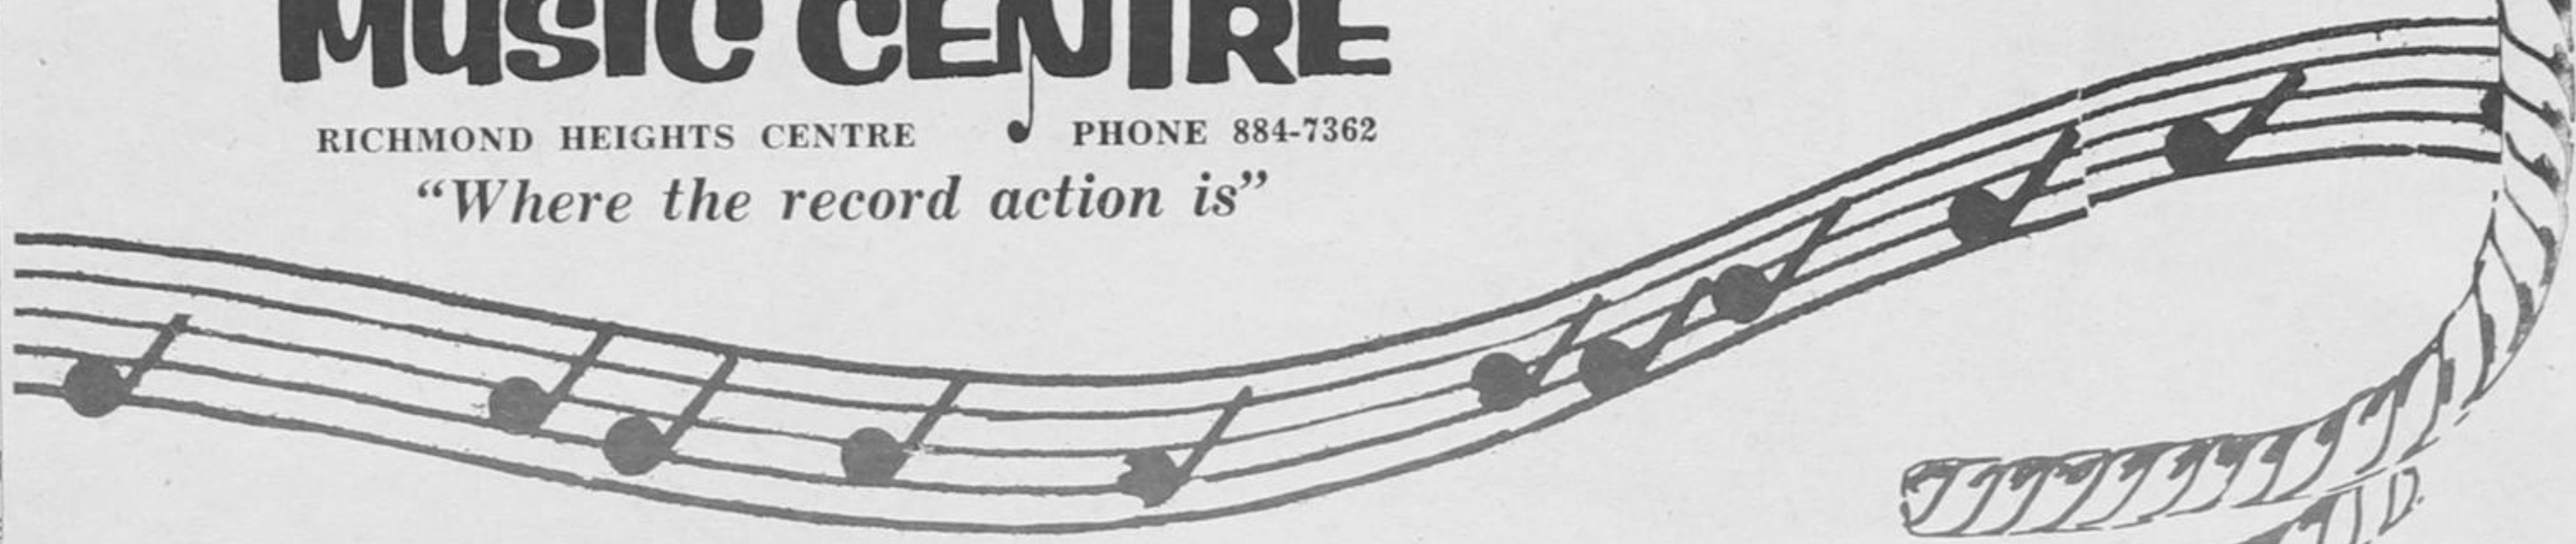 MUSIC CENTRE
RICHMOND HEIGHTS CENTRE PHONE 884-7362
“Where the record action is”